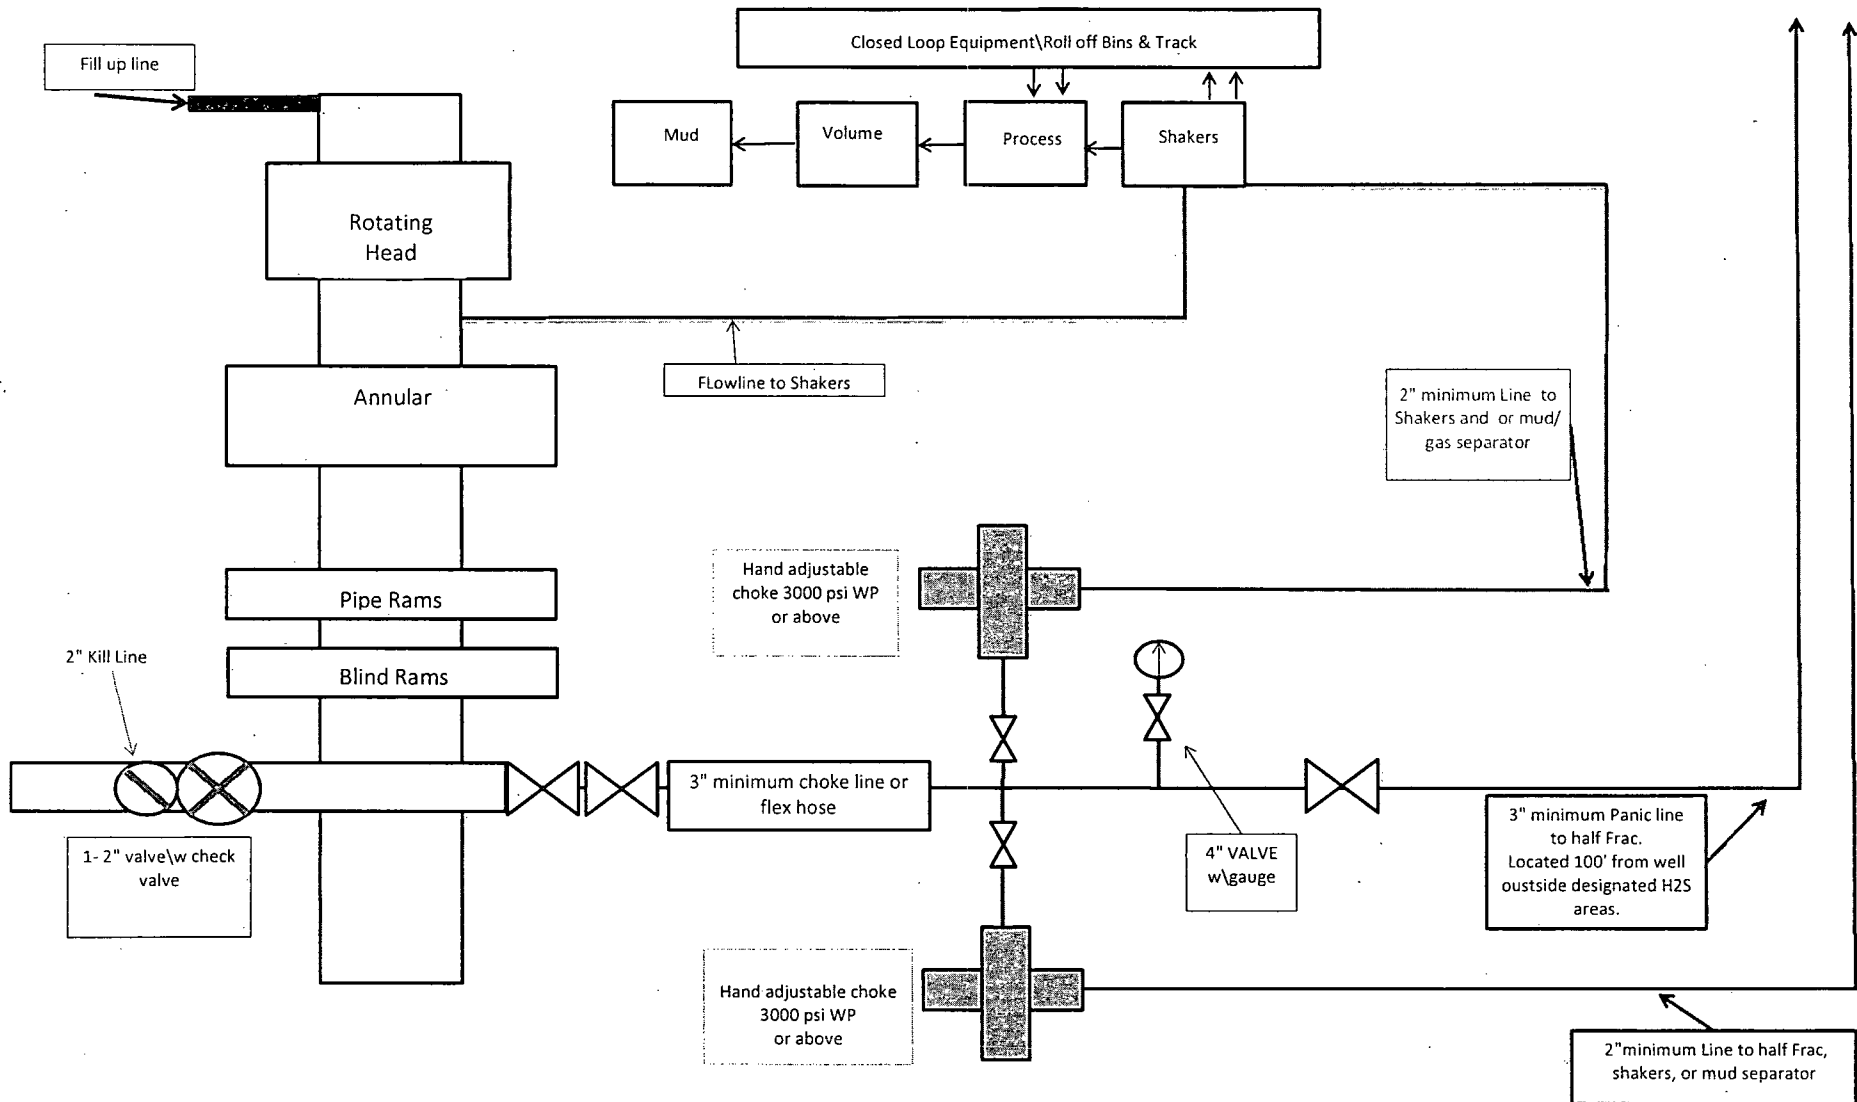 Closed Loop Equipment\Roll off Bins & Track
Fill up line
Mud
Volume
Process
Shakers
Rotating
Head
FLowline to Shakers
Annular
2" minimum Line to
Shakers and or mud/
gas separator
Hand adjustable
choke 3000 psi WP
or above
Pipe Rams
2" Kill Line
Blind Rams
3" minimum choke line or
flex hose
1- 2" valve\w check
valve
4" VALVE
w\gauge
3" minimum Panic line
to half Frac.
Located 100' from well
oustside designated H2S
areas.
Hand adjustable choke
3000 psi WP
or above
2"minimum Line to half Frac,
shakers, or mud separator